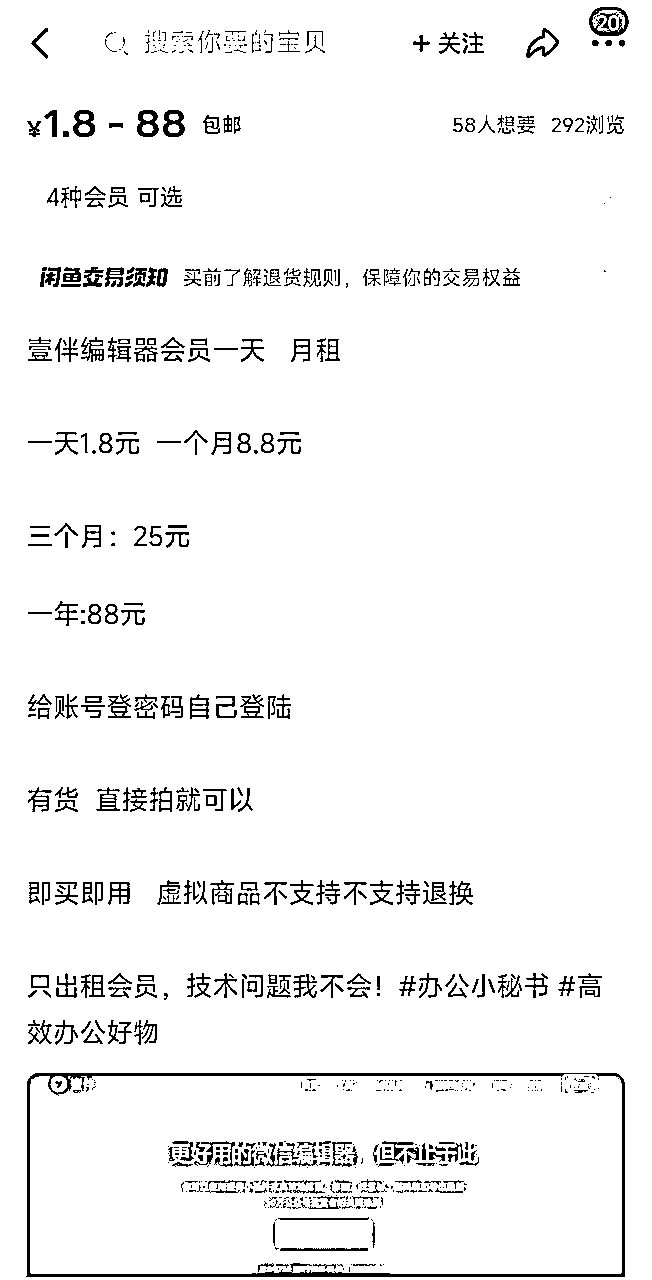 搜索你要的宝贝 + 关注 20
¥1.8 - 88 包邮 58人想要 292浏览
4种会员 可选
闲鱼交易须知 买前了解退货规则，保障你的交易权益
壹伴编辑器会员一天 月租
一天1.8元 一个月8.8元
三个月：25元
一年:88元
给账号登密码自己登陆
有货 直接拍就可以
即买即用 虚拟商品不支持不支持退换
只出租会员，技术问题我不会！#办公小秘书 #高
效办公好物
更好用的微信编辑器，但不止于此